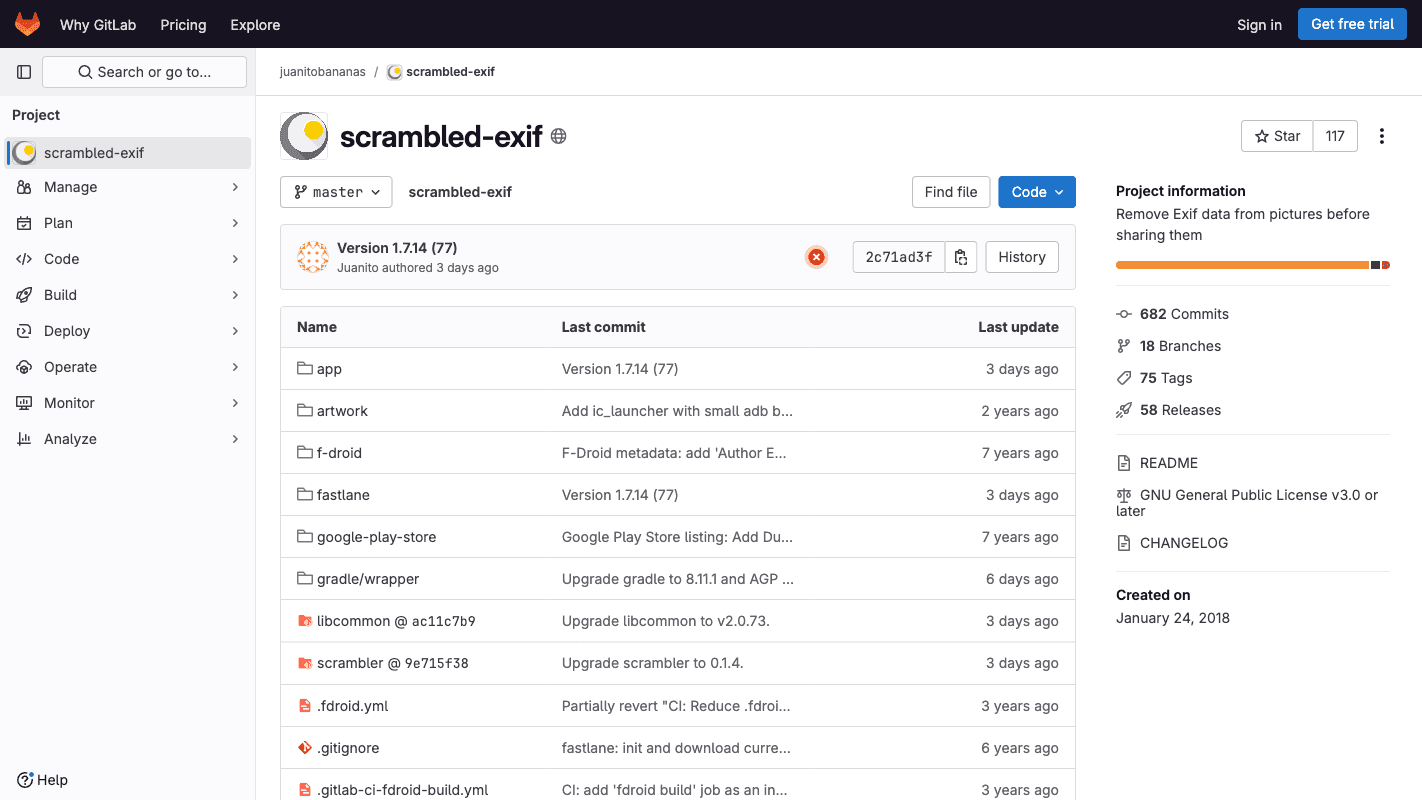 Why GitLab Pricing Explore Sign in Get free trial
Search or go to...
juanitobananas / scrambled-exif
Project
scrambled-exif
Manage
Plan
Code
Build
Deploy
Operate
Monitor
Analyze
Help
scrambled-exif
Star 117
master scrambled-exif Find file Code
Version 1.7.14 (77)
Juanito authored 3 days ago
2c71ad3f History
Name Last commit Last update
app Version 1.7.14 (77) 3 days ago
artwork Add ic_launcher with small adb b... 2 years ago
f-droid F-Droid metadata: add 'Author E... 7 years ago
fastlane Version 1.7.14 (77) 3 days ago
google-play-store Google Play Store listing: Add Du... 7 years ago
gradle/wrapper Upgrade gradle to 8.11.1 and AGP ... 6 days ago
libcommon @ ac11c7b9 Upgrade libcommon to v2.0.73. 3 days ago
scrambler @ 9e715f38 Upgrade scrambler to 0.1.4. 3 days ago
.fdroid.yml Partially revert "CI: Reduce .fdroi... 3 years ago
.gitignore fastlane: init and download curre... 6 years ago
.gitlab-ci-fdroid-build.yml CI: add 'fdroid build' job as an in... 3 years ago
Project information
Remove Exif data from pictures before
sharing them
682 Commits
18 Branches
75 Tags
58 Releases
README
GNU General Public License v3.0 or
later
CHANGELOG
Created on
January 24, 2018